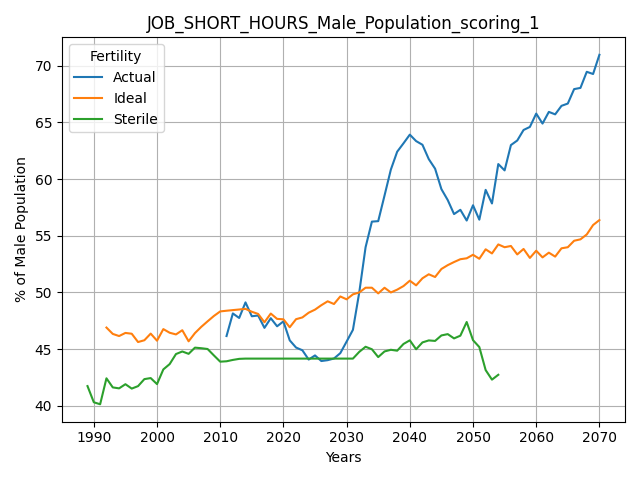 JOB_SHORT_HOURS_Male_Population_scoring_1
Fertility
Actual
Ideal
Sterile
% of Male Population
70
65
60
55
50
45
40
1990
2000
2010
2020
2030
2040
2050
2060
2070
Years